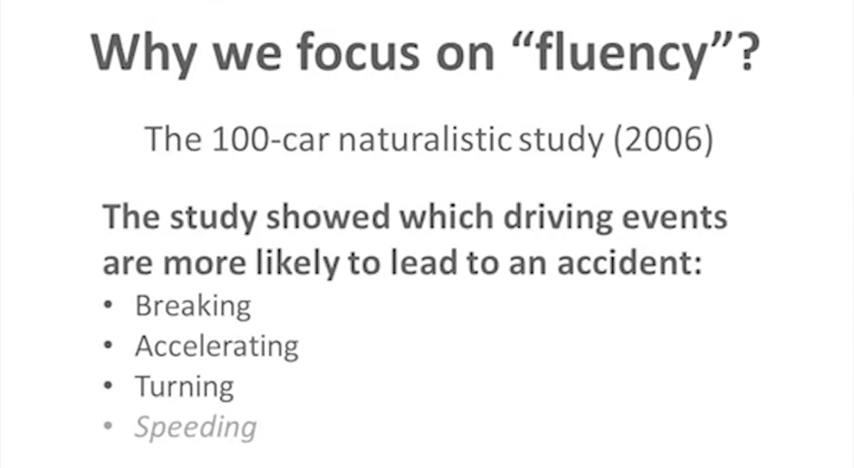 Why we focus on “fluency”?
The 100-car naturalistic study (2006)
The study showed which driving events
are more likely to lead to an accident:
• Breaking
• Accelerating
• Turning
• Speeding